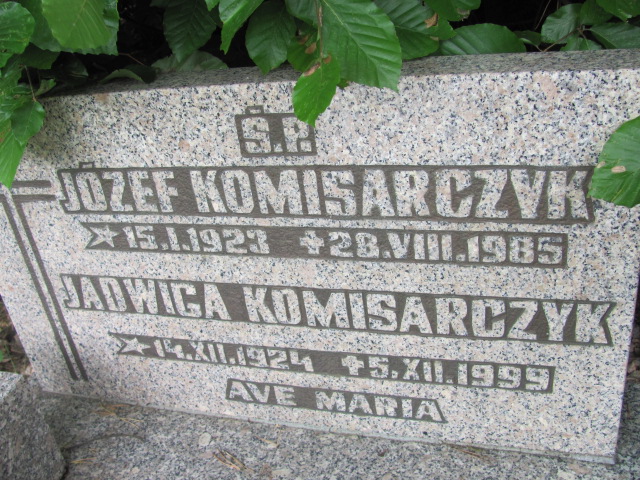 Ś.P.
JÓZEF KOMISARCZYK
★15.I.1923 ✝28.VIII.1985
JADWIGA KOMISARCZYK
★14.XII.1924 ✝5.XII.1999
AVE MARIA